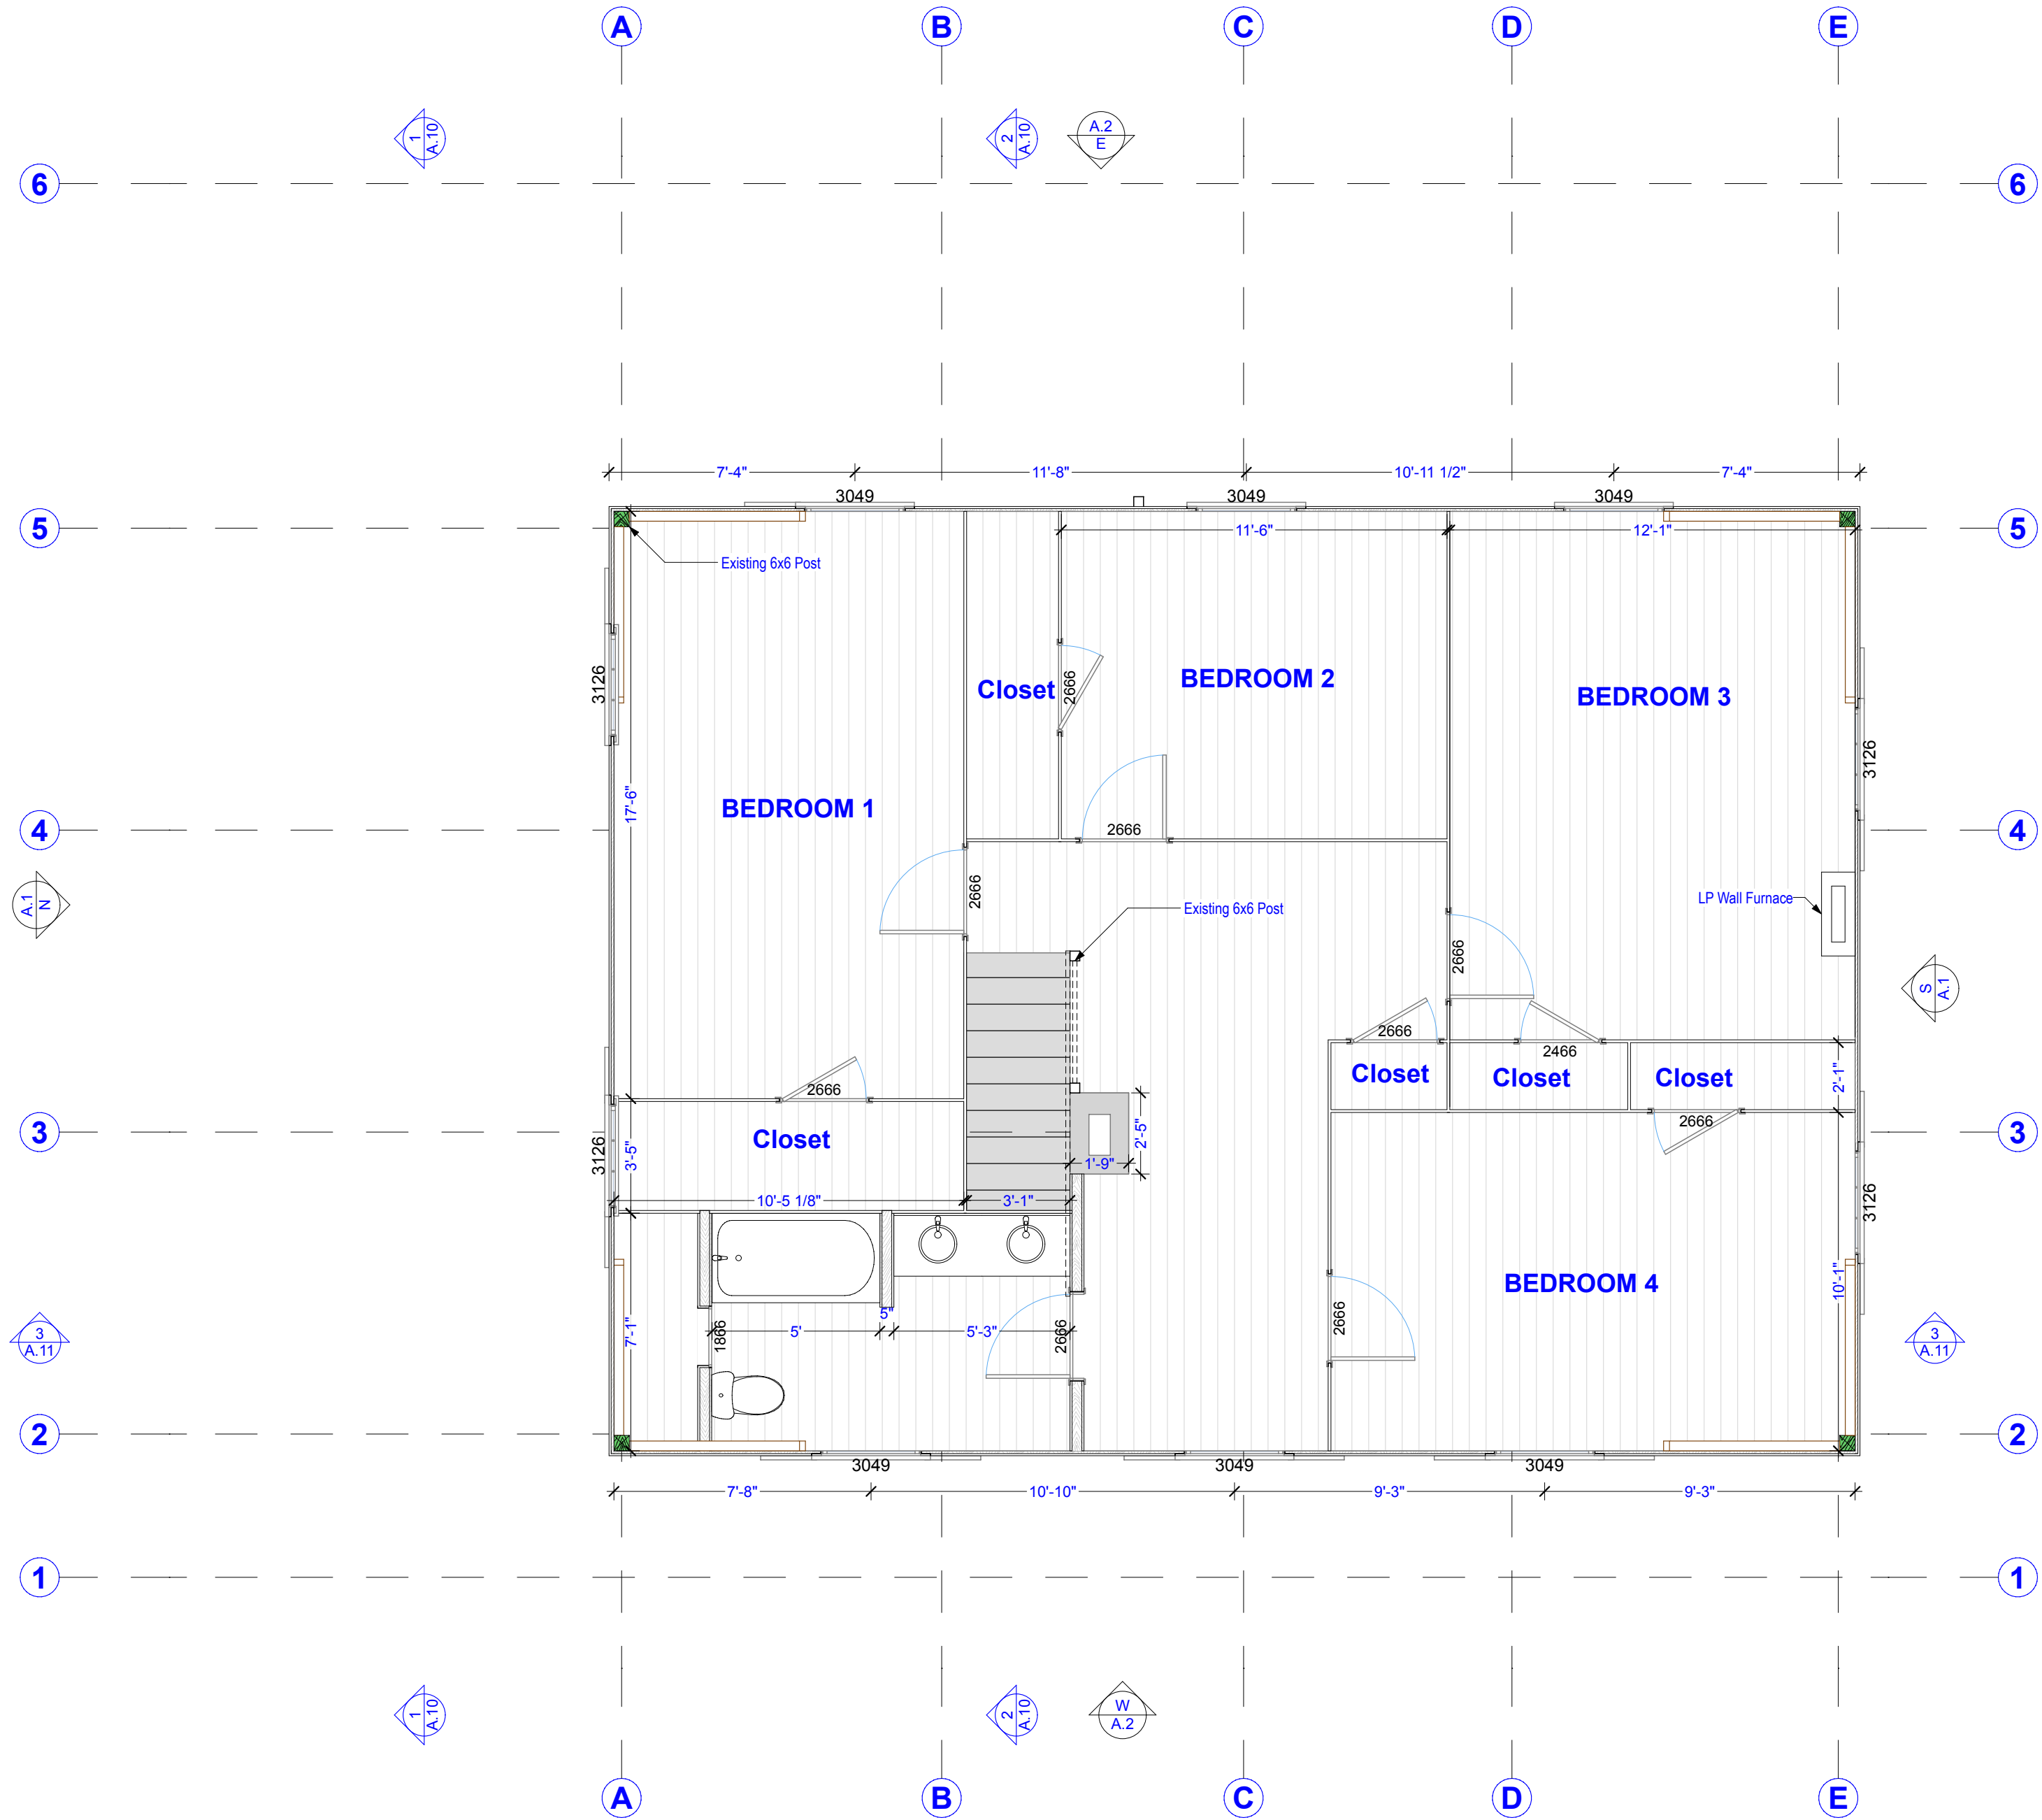 A
B
C
D
E
1
A.10
2
A.10
A.2
E
6
6
7'-4"
11'-8"
10'-11 1/2"
7'-4"
3049
3049
3049
5
5
11'-6"
12'-1"
Existing 6x6 Post
3126
Closet
2666
BEDROOM 2
BEDROOM 3
3126
17'-6"
BEDROOM 1
4
4
2666
2666
A.1
N
Existing 6x6 Post
LP Wall Furnace
2666
S
A.1
2666
2466
Closet
Closet
Closet
2'-1"
2666
3
3
3126
3'-5"
Closet
2'-5"
1'-9"
2666
10'-5 1/8"
3'-1"
3126
BEDROOM 4
10'-1"
5"
3
A.11
7'-1"
1866
5'
5'-3"
2666
2666
3
A.11
2
2
3049
3049
3049
7'-8"
10'-10"
9'-3"
9'-3"
1
1
1
A.10
2
A.10
W
A.2
A
B
C
D
E